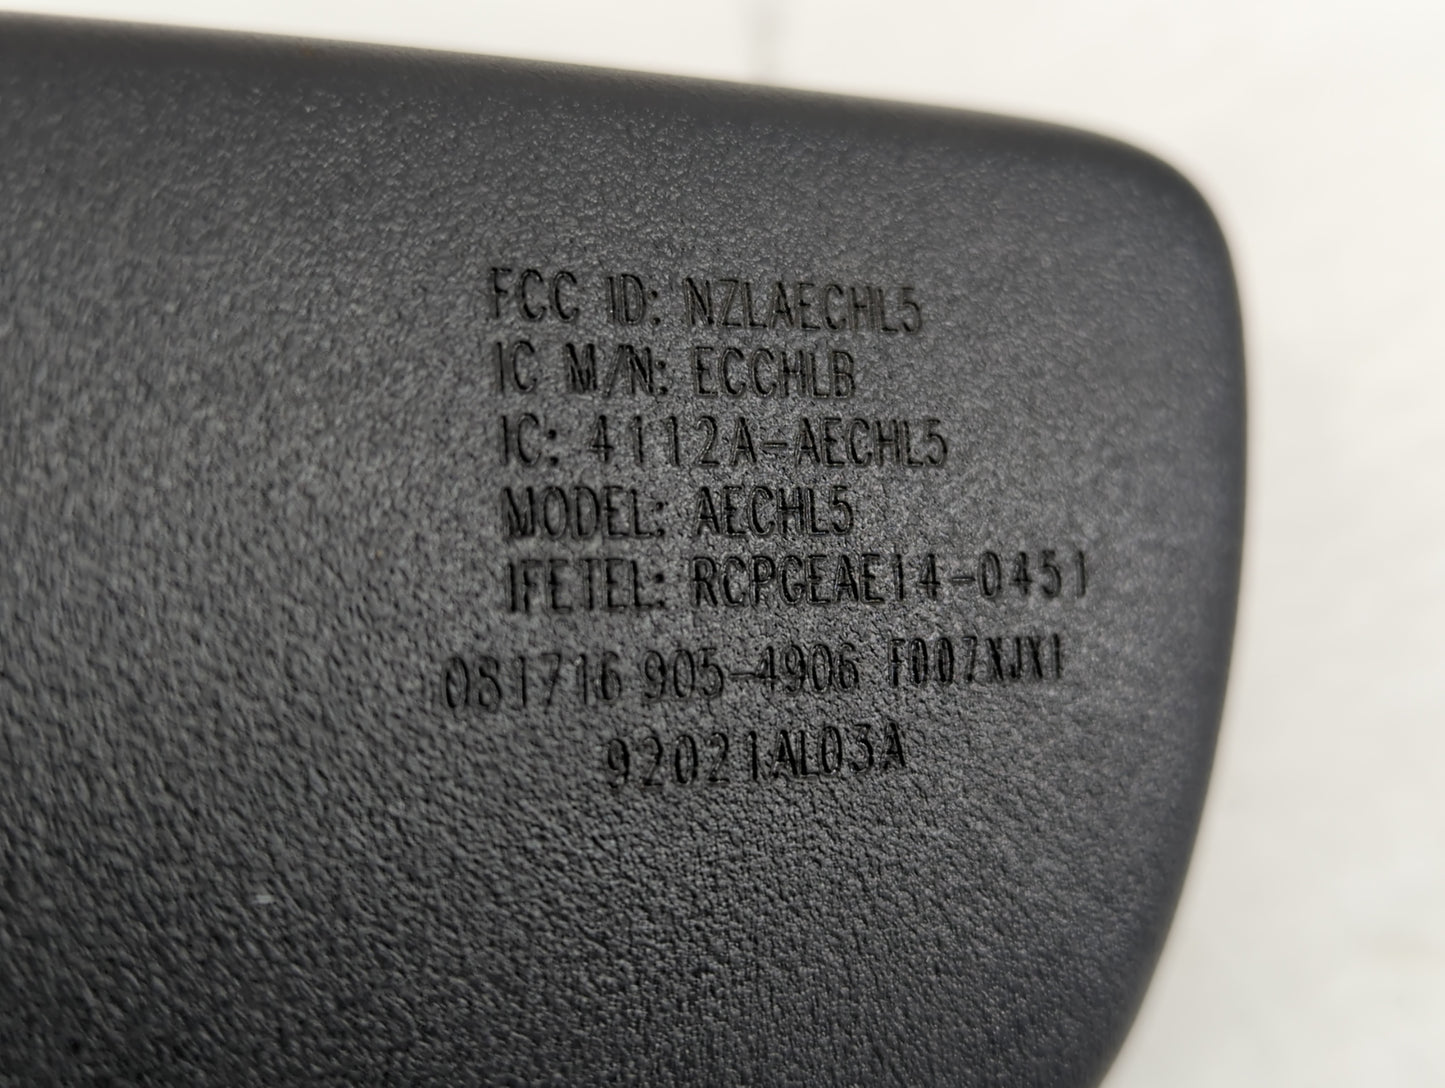 FCC ID: NZLAECHL5
IC M/N: ECCHLB
IC: 4112A-AECHL5
MODEL: AECHL5
IFETEL: RCPGEAE14-0451
081716 905-4906 F007XJX1
92021AL03A